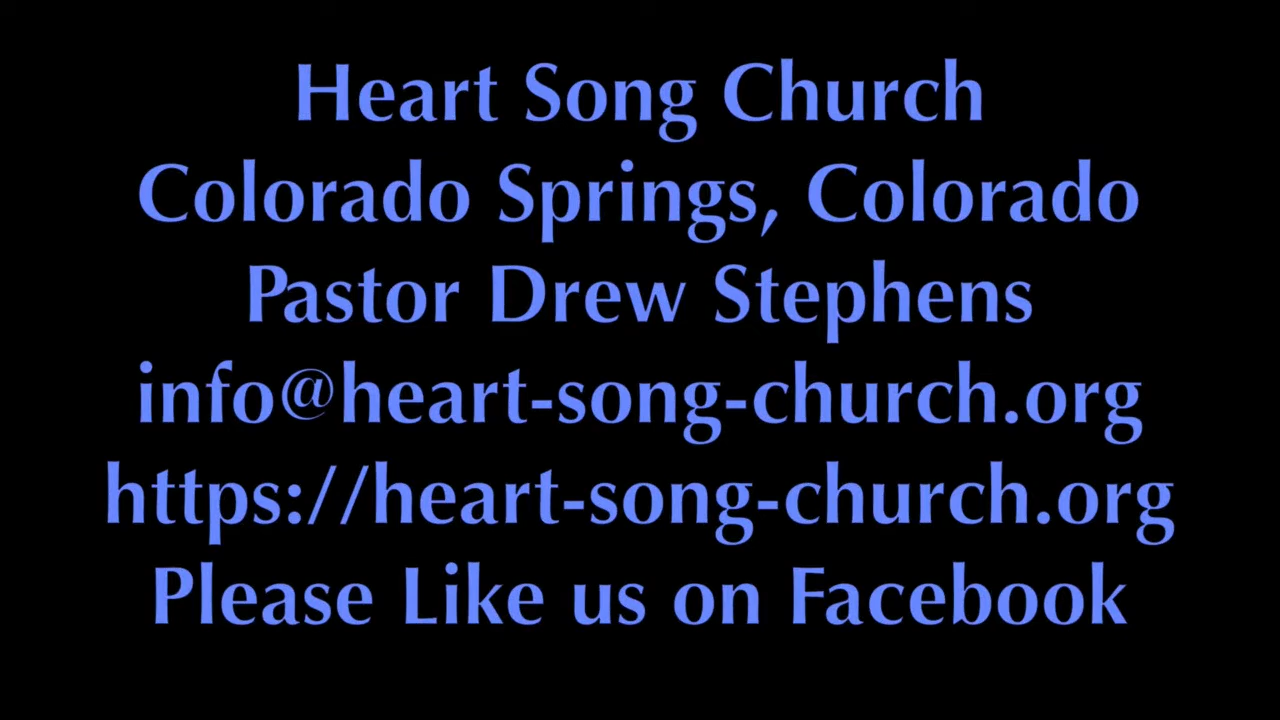 Heart Song Church
Colorado Springs, Colorado
Pastor Drew Stephens
info@heart-song-church.org
https://heart-song-church.org
Please Like us on Facebook